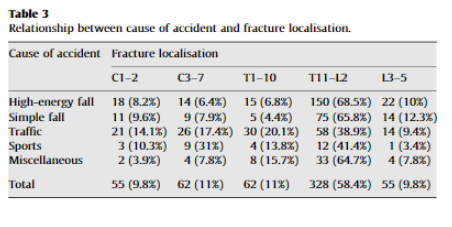 Table 3
Relationship between cause of accident and fracture localisation.
Cause of accident Fracture localisation
C1–2 C3–7 T1–10 T11–L2 L3–5
High-energy fall 18 (8.2%) 14 (6.4%) 15 (6.8%) 150 (68.5%) 22 (10%)
Simple fall 11 (9.6%) 9 (7.9%) 5 (4.4%) 75 (65.8%) 14 (12.3%)
Traffic 21 (14.1%) 26 (17.4%) 30 (20.1%) 58 (38.9%) 14 (9.4%)
Sports 3 (10.3%) 9 (31%) 4 (13.8%) 12 (41.4%) 1 (3.4%)
Miscellaneous 2 (3.9%) 4 (7.8%) 8 (15.7%) 33 (64.7%) 4 (7.8%)
Total 55 (9.8%) 62 (11%) 62 (11%) 328 (58.4%) 55 (9.8%)